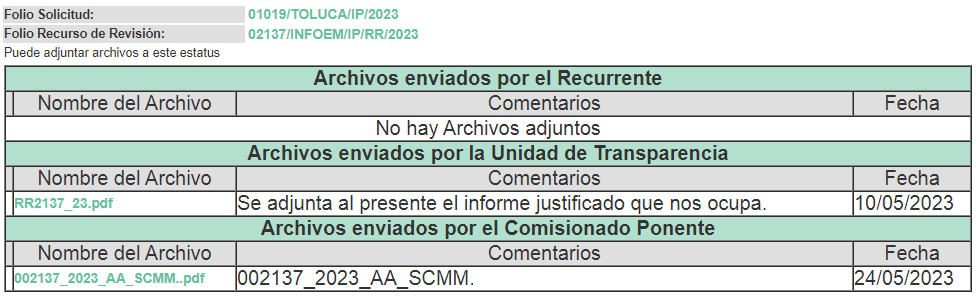 Folio Solicitud: 01019/TOLUCA/IP/2023
Folio Recurso de Revisión: 02137/INFOEM/IP/RR/2023
Puede adjuntar archivos a este estatus
Archivos enviados por el Recurrente
Nombre del Archivo Comentarios Fecha
No hay Archivos adjuntos
Archivos enviados por la Unidad de Transparencia
Nombre del Archivo Comentarios Fecha
RR2137_23.pdf Se adjunta al presente el informe justificado que nos ocupa. 10/05/2023
Archivos enviados por el Comisionado Ponente
Nombre del Archivo Comentarios Fecha
002137_2023_AA_SCMM..pdf 002137_2023_AA_SCMM. 24/05/2023